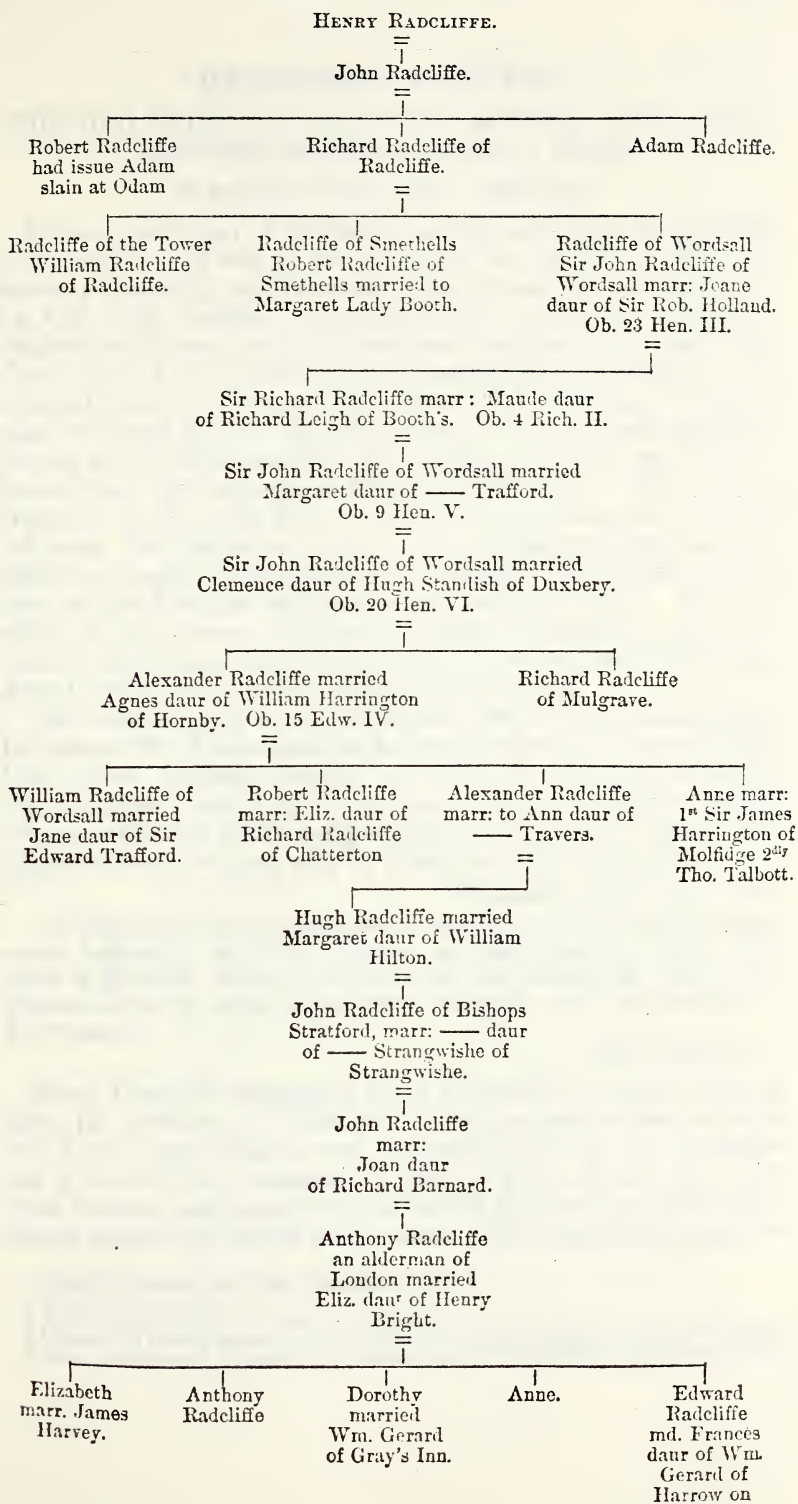 HENRY RADCLIFFE.
John Radcliffe.
Robert Radcliffe
had issue Adam
slain at Odam
Richard Radcliffe of
Radcliffe.
Adam Radcliffe.
Radcliffe of the Tower
William Radcliffe
of Radcliffe.
Radcliffe of Smethells
Robert Radcliffe of
Smethells married to
Margaret Lady Booth.
Radcliffe of Wordsall
Sir John Radcliffe of
Wordsall marr: Joane
daur of Sir Rob. Holland.
Ob. 23 Hen. III.
Sir Richard Radcliffe marr: Maude daur
of Richard Leigh of Booth's. Ob. 4 Rich. II.
Sir John Radcliffe of Wordsall married
Margaret daur of —— Trafford.
Ob. 9 Hen. V.
Sir John Radcliffe of Wordsall married
Clemence daur of Hugh Standish of Duxbery.
Ob. 20 Hen. VI.
Alexander Radcliffe married
Agnes daur of William Harrington
of Hornby. Ob. 15 Edw. IV.
Richard Radcliffe
of Mulgrave.
William Radcliffe of
Wordsall married
Jane daur of Sir
Edward Trafford.
Robert Radcliffe
marr: Eliz. daur of
Richard Radcliffe
of Chatterton
Alexander Radcliffe
marr: to Ann daur of
—— Travers.
Anne marr:
1st Sir James
Harrington of
Molfidge 2dly
Tho. Talbott.
Hugh Radcliffe married
Margaret daur of William
Hilton.
John Radcliffe of Bishops
Stratford, marr: —— daur
of —— Strangwishe of
Strangwishe.
John Radcliffe
marr:
Joan daur
of Richard Barnard.
Anthony Radcliffe
an alderman of
London married
Eliz. daur of Henry
Bright.
Elizabeth
marr. James
Harvey.
Anthony
Radcliffe
Dorothy
married
Wm. Gerard
of Gray's Inn.
Anne.
Edward
Radcliffe
md. Frances
daur of Wm.
Gerard of
Harrow on